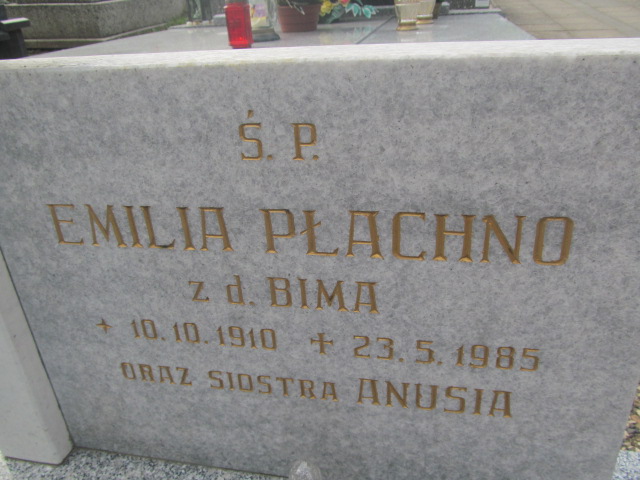 Ś. P.
EMILIA PŁACHNO
z d. BIMA
+ 10.10.1910 + 23.5.1985
ORAZ SIOSTRA ANUSIA